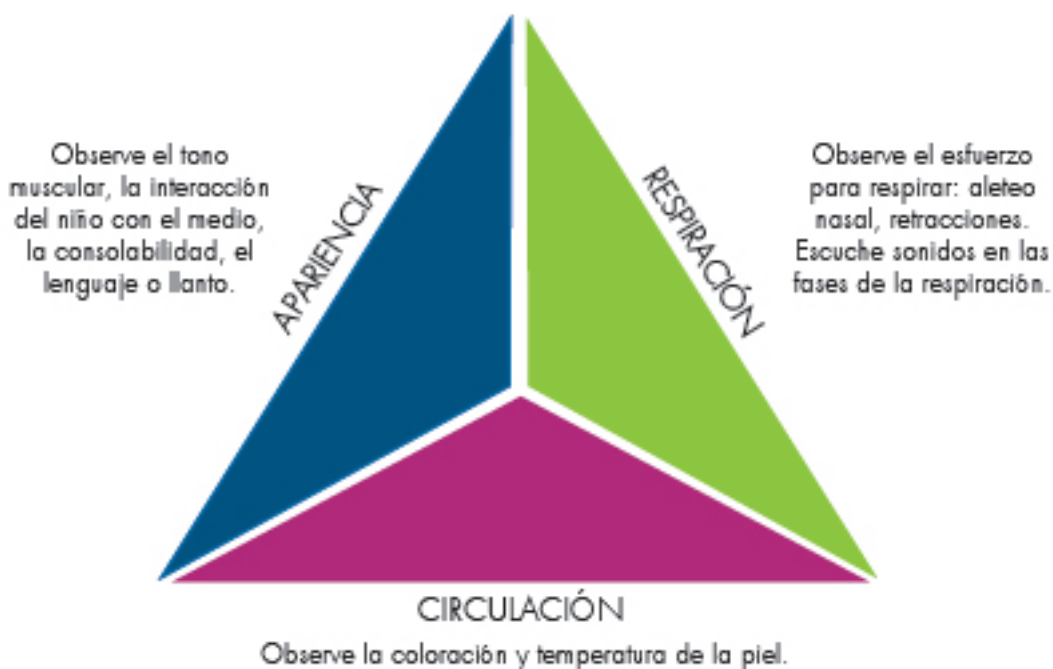 Observe el tono
muscular, la interacción
del niño con el medio,
la consolabilidad, el
lenguaje o llanto.
APARIENCIA
RESPIRACIÓN
Observe el esfuerzo
para respirar: aleteo
nasal, retracciones.
Escuche sonidos en las
fases de la respiración.
CIRCULACIÓN
Observe la coloración y temperatura de la piel.